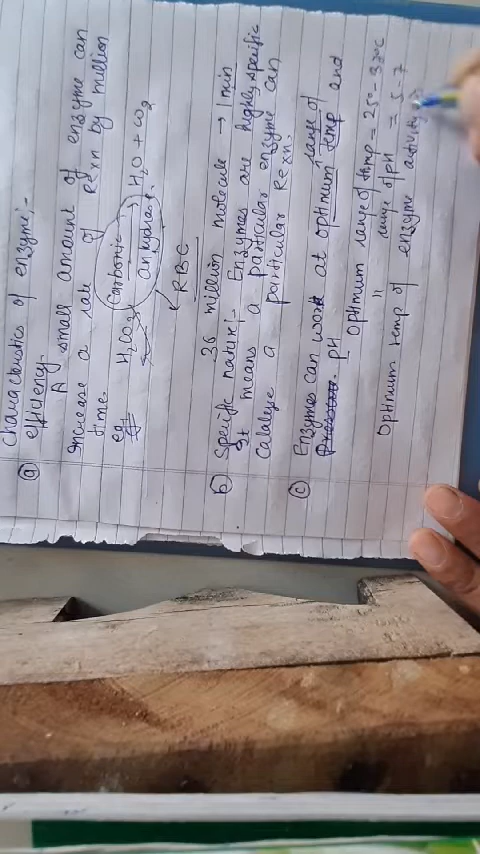 Characteristics of enzyme:-
(a) efficiency.
A small amount of enzyme can
increase a rate of Rexn by million
time.
eg H2CO3 Carbonic anhydrase H2O + CO2
RBC
36 million molecule → 1 min
(b) Specific nature:- Enzymes are highly specific
It means a particular enzyme can
catalyse a particular Rexn.
(c) Enzymes can work at optimum range of temp and
pH
optimum range of temp = 25-37°C
" range of pH = 5-7
optimum temp of enzyme activity